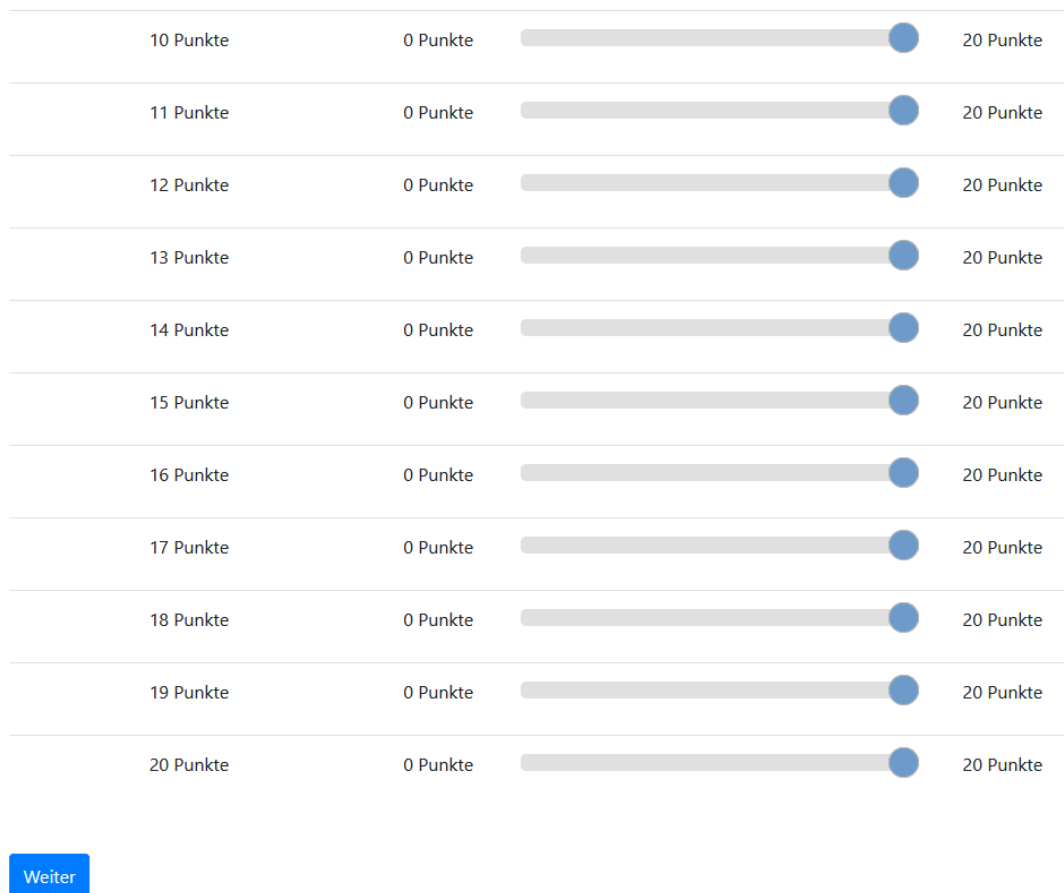 10 Punkte 0 Punkte 20 Punkte
11 Punkte 0 Punkte 20 Punkte
12 Punkte 0 Punkte 20 Punkte
13 Punkte 0 Punkte 20 Punkte
14 Punkte 0 Punkte 20 Punkte
15 Punkte 0 Punkte 20 Punkte
16 Punkte 0 Punkte 20 Punkte
17 Punkte 0 Punkte 20 Punkte
18 Punkte 0 Punkte 20 Punkte
19 Punkte 0 Punkte 20 Punkte
20 Punkte 0 Punkte 20 Punkte
Weiter